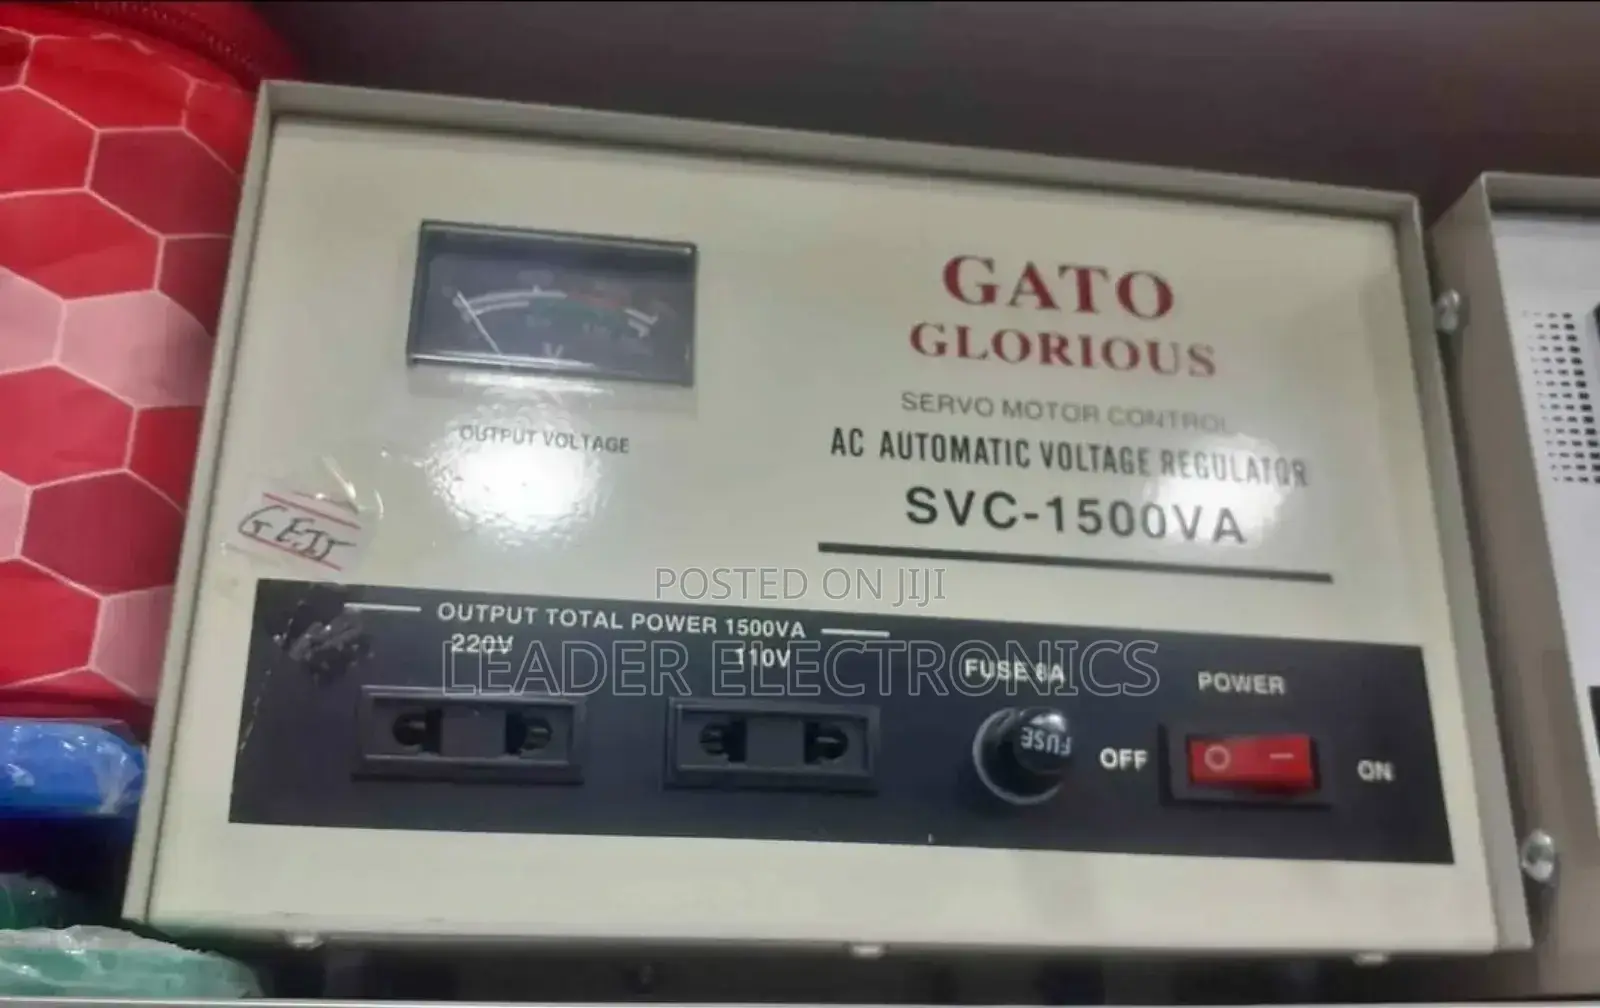 GATO
GLORIOUS
SERVO MOTOR CONTROL
AC AUTOMATIC VOLTAGE REGULATOR
SVC-1500VA
V
OUTPUT VOLTAGE
POSTED ON JIJI
LEADER ELECTRONICS
OUTPUT TOTAL POWER 1500VA
220V
110V
FUSE 8A
POWER
FUSE
OFF
ON